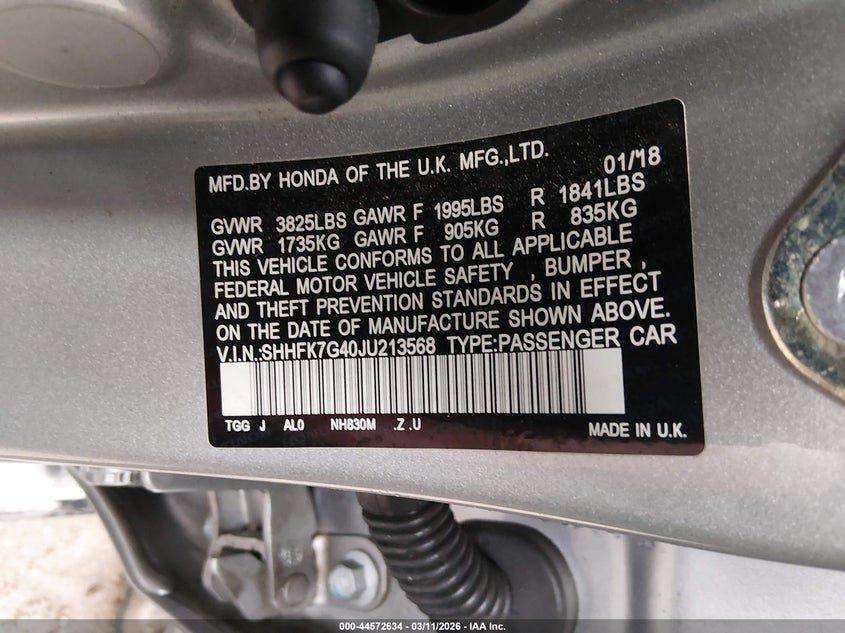 MFD.BY HONDA OF THE U.K. MFG.,LTD. 01/18
GVWR 3825LBS GAWR F 1995LBS R 1841LBS
GVWR 1735KG GAWR F 905KG R 835KG
THIS VEHICLE CONFORMS TO ALL APPLICABLE
FEDERAL MOTOR VEHICLE SAFETY , BUMPER ,
AND THEFT PREVENTION STANDARDS IN EFFECT
ON THE DATE OF MANUFACTURE SHOWN ABOVE.
V.I.N.:SHHFK7G40JU213568 TYPE:PASSENGER CAR
TGG J AL0 NH830M .Z .U MADE IN U.K.
000-44572634 / 03/11/2026 - IAA Inc.